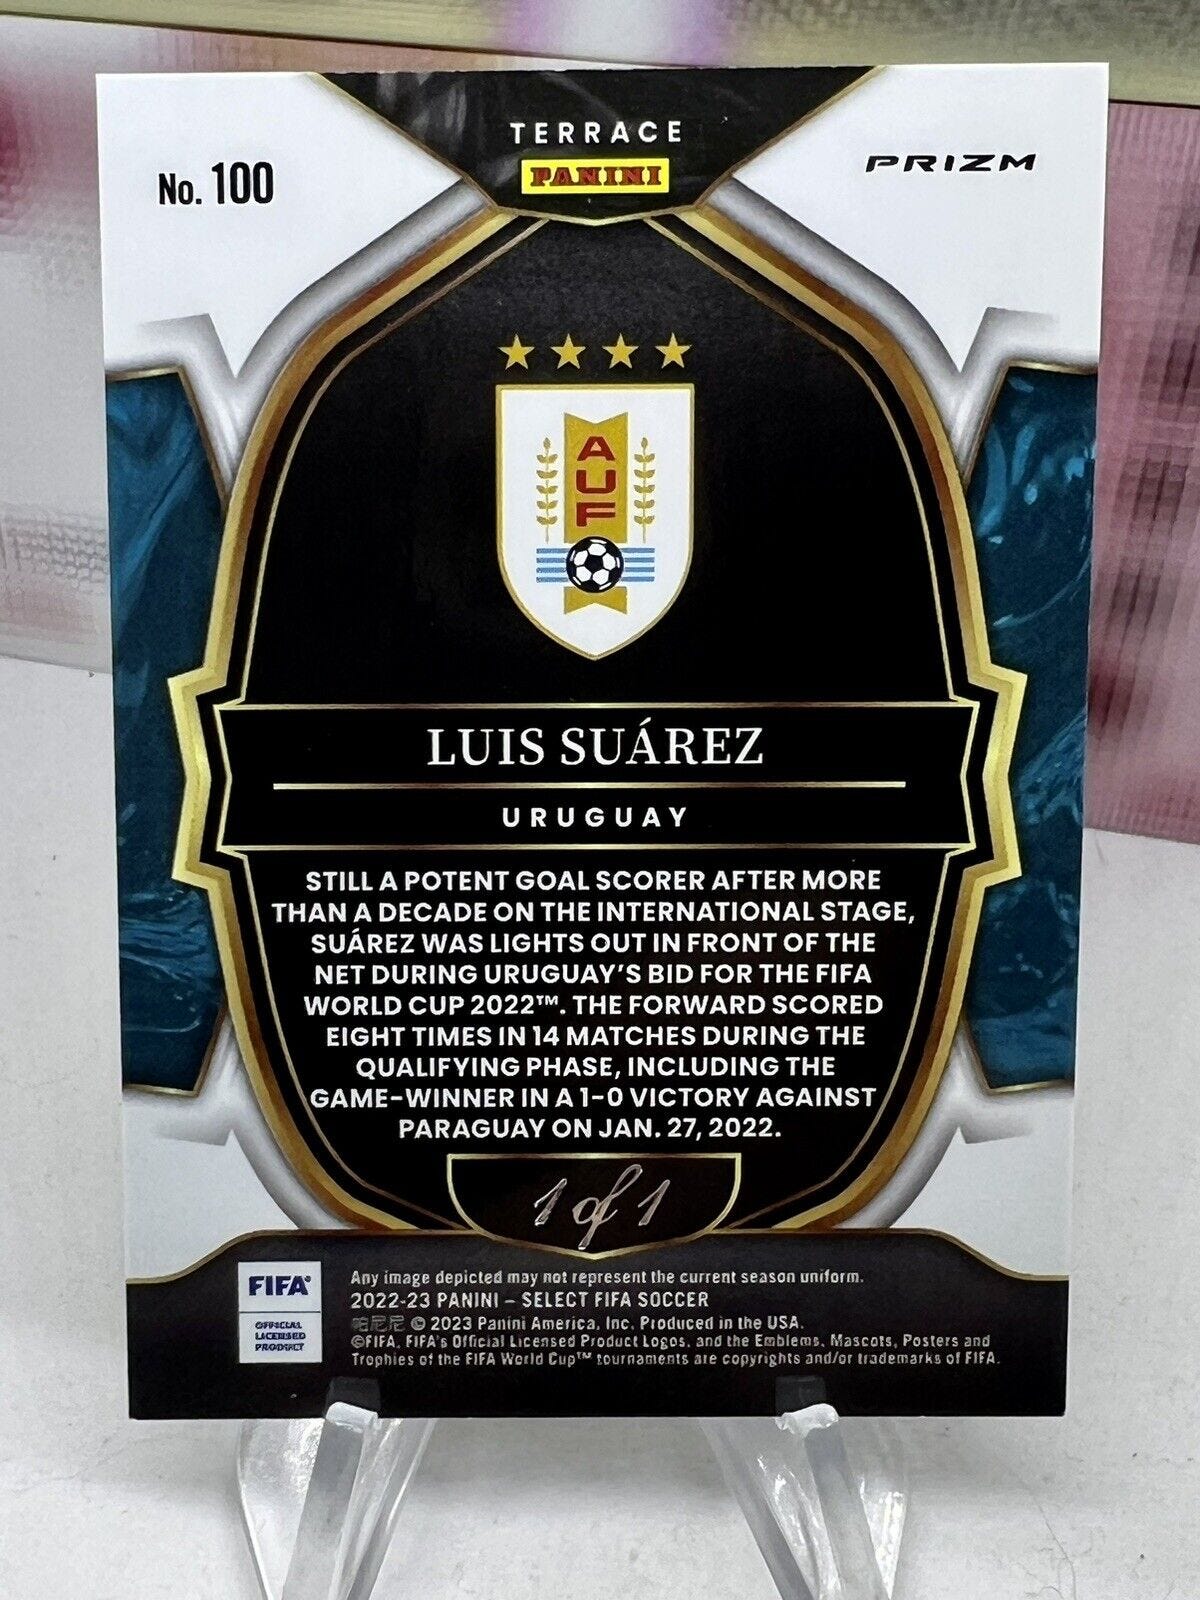 TERRACE
PANINI
No. 100
PRIZM
AUF
LUIS SUÁREZ
URUGUAY
STILL A POTENT GOAL SCORER AFTER MORE
THAN A DECADE ON THE INTERNATIONAL STAGE,
SUÁREZ WAS LIGHTS OUT IN FRONT OF THE
NET DURING URUGUAY'S BID FOR THE FIFA
WORLD CUP 2022™. THE FORWARD SCORED
EIGHT TIMES IN 14 MATCHES DURING THE
QUALIFYING PHASE, INCLUDING THE
GAME-WINNER IN A 1-0 VICTORY AGAINST
PARAGUAY ON JAN. 27, 2022.
1 of 1
FIFA®
OFFICIAL
LICENSED
PRODUCT
Any image depicted may not represent the current season uniform.
2022-23 PANINI – SELECT FIFA SOCCER
帕尼尼 © 2023 Panini America, Inc. Produced in the USA.
©FIFA, FIFA's Official Licensed Product Logos, and the Emblems, Mascots, Posters and
Trophies of the FIFA World Cup™ tournaments are copyrights and/or trademarks of FIFA.